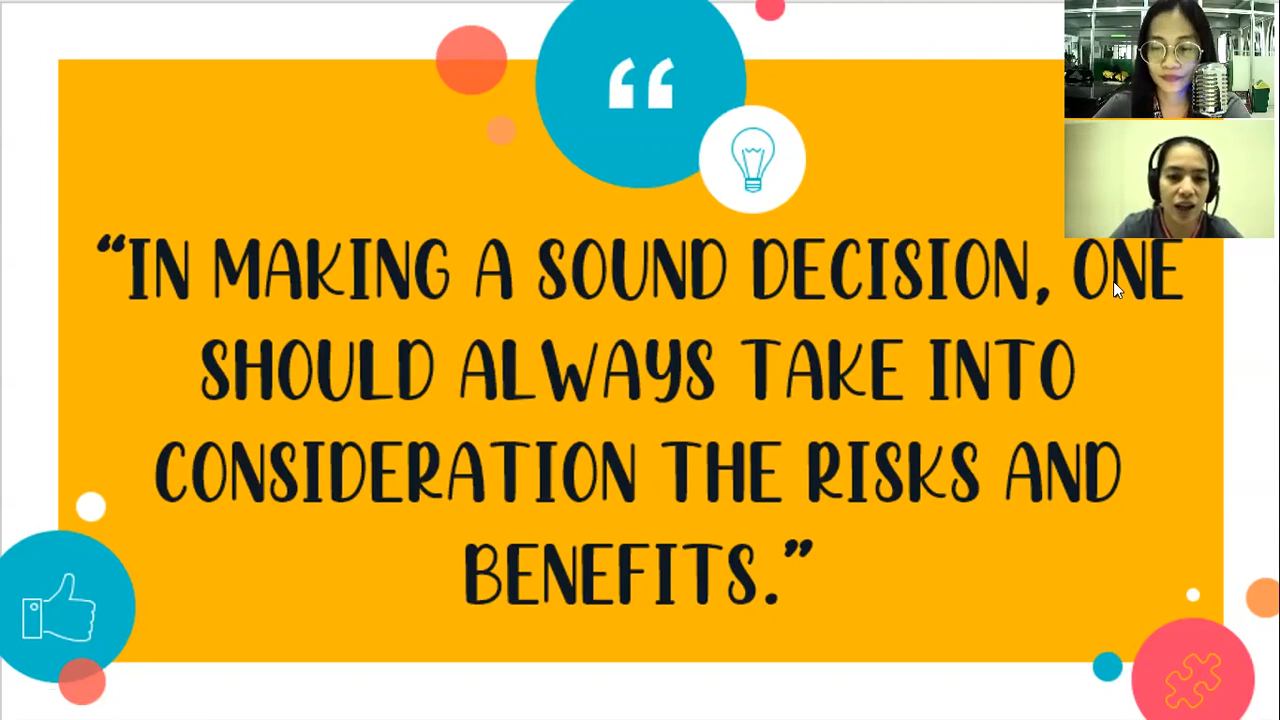 “IN MAKING A SOUND DECISION, ONE
SHOULD ALWAYS TAKE INTO
CONSIDERATION THE RISKS AND
BENEFITS.”